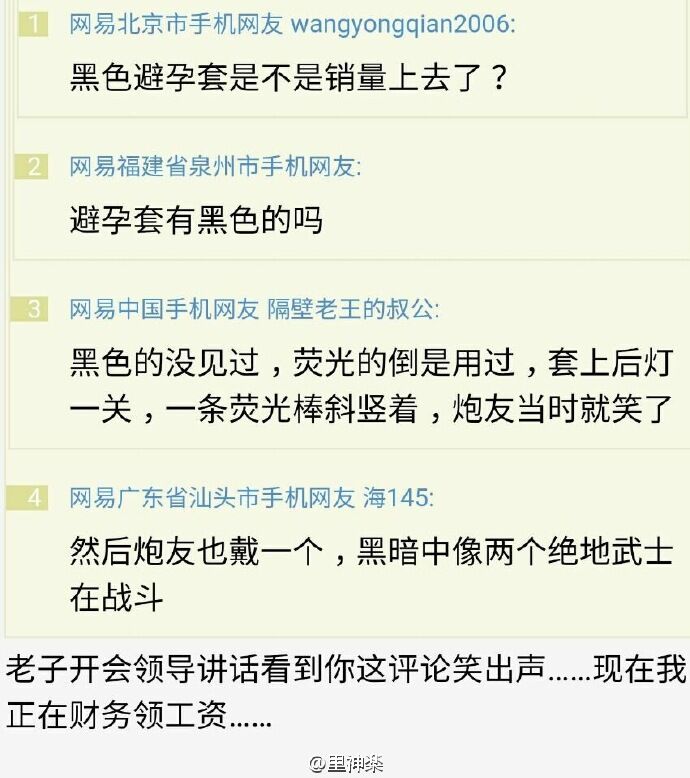 1 网易北京市手机网友 wangyongqian2006:
黑色避孕套是不是销量上去了？
2 网易福建省泉州市手机网友:
避孕套有黑色的吗
3 网易中国手机网友 隔壁老王的叔公:
黑色的没见过，荧光的倒是用过，套上后灯
一关，一条荧光棒斜竖着，炮友当时就笑了
4 网易广东省汕头市手机网友 海145:
然后炮友也戴一个，黑暗中像两个绝地武士
在战斗
老子开会领导讲话看到你这评论笑出声……现在我
正在财务领工资……
@里神楽